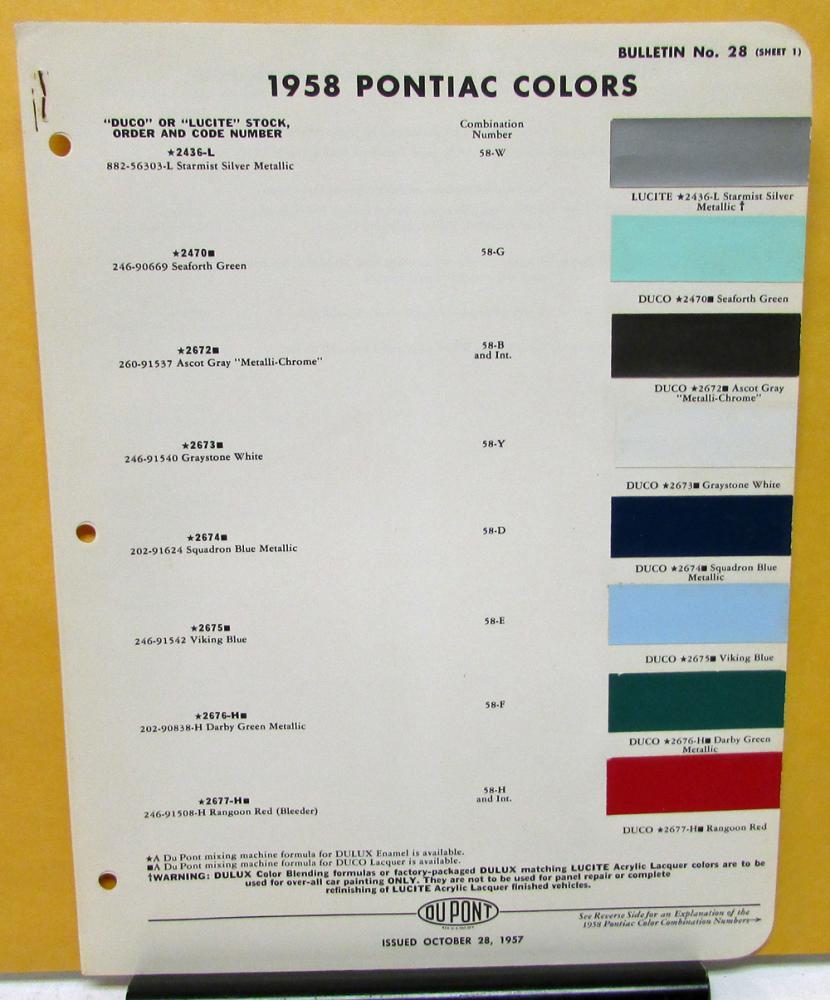 BULLETIN No. 28 (SHEET 1)
1958 PONTIAC COLORS
"DUCO" OR "LUCITE" STOCK,
ORDER AND CODE NUMBER
Combination
Number
★2436-L
882-56303-L Starmist Silver Metallic
58-W
LUCITE ★2436-L Starmist Silver
Metallic †
★2470■
246-90669 Seaforth Green
58-G
DUCO ★2470■ Seaforth Green
★2672■
260-91537 Ascot Gray "Metalli-Chrome"
58-B
and Int.
DUCO ★2672■ Ascot Gray
"Metalli-Chrome"
★2673■
246-91540 Graystone White
58-Y
DUCO ★2673■ Graystone White
★2674■
202-91624 Squadron Blue Metallic
58-D
DUCO ★2674■ Squadron Blue
Metallic
★2675■
246-91542 Viking Blue
58-E
DUCO ★2675■ Viking Blue
★2676-H■
202-90838-H Darby Green Metallic
58-F
DUCO ★2676-H■ Darby Green
Metallic
★2677-H■
246-91508-H Rangoon Red (Bleeder)
58-H
and Int.
DUCO ★2677-H■ Rangoon Red
★A Du Pont mixing machine formula for DULUX Enamel is available.
■A Du Pont mixing machine formula for DUCO Lacquer is available.
†WARNING: DULUX Color Blending formulas or factory-packaged DULUX matching LUCITE Acrylic Lacquer colors are to be
used for over-all car painting ONLY. They are not to be used for panel repair or complete
refinishing of LUCITE Acrylic Lacquer finished vehicles.
DU PONT
See Reverse Side for an Explanation of the
1958 Pontiac Color Combination Numbers
ISSUED OCTOBER 28, 1957